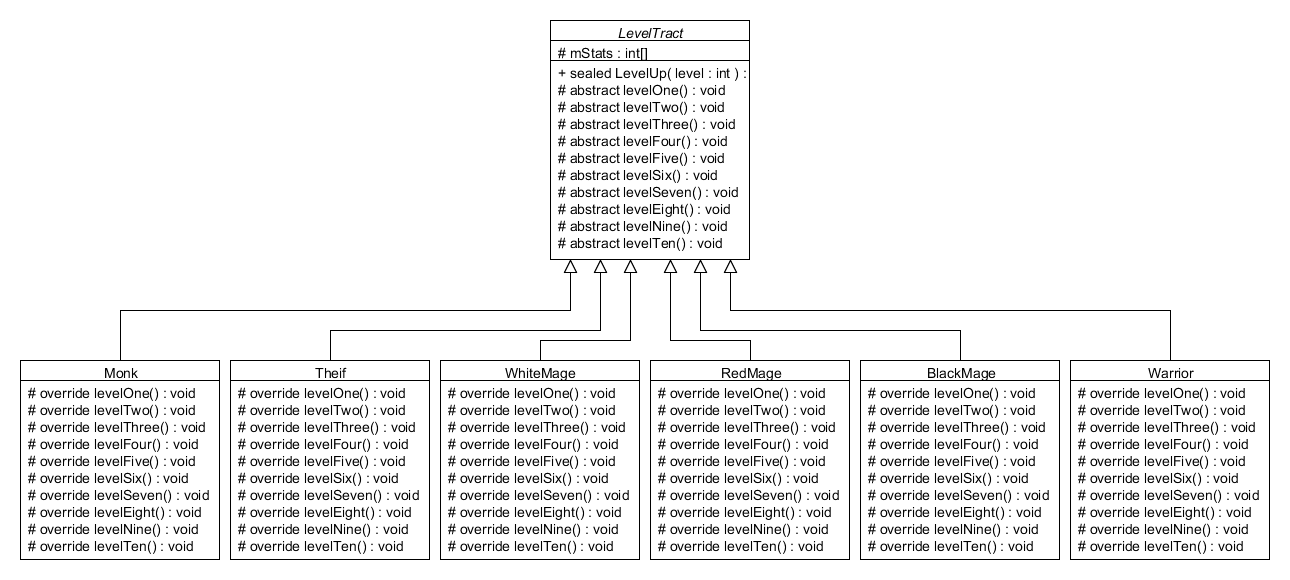 LevelTract
# mStats : int[]
+ sealed LevelUp( level : int ) :
# abstract levelOne() : void
# abstract levelTwo() : void
# abstract levelThree() : void
# abstract levelFour() : void
# abstract levelFive() : void
# abstract levelSix() : void
# abstract levelSeven() : void
# abstract levelEight() : void
# abstract levelNine() : void
# abstract levelTen() : void
Monk
# override levelOne() : void
# override levelTwo() : void
# override levelThree() : void
# override levelFour() : void
# override levelFive() : void
# override levelSix() : void
# override levelSeven() : void
# override levelEight() : void
# override levelNine() : void
# override levelTen() : void
Theif
# override levelOne() : void
# override levelTwo() : void
# override levelThree() : void
# override levelFour() : void
# override levelFive() : void
# override levelSix() : void
# override levelSeven() : void
# override levelEight() : void
# override levelNine() : void
# override levelTen() : void
WhiteMage
# override levelOne() : void
# override levelTwo() : void
# override levelThree() : void
# override levelFour() : void
# override levelFive() : void
# override levelSix() : void
# override levelSeven() : void
# override levelEight() : void
# override levelNine() : void
# override levelTen() : void
RedMage
# override levelOne() : void
# override levelTwo() : void
# override levelThree() : void
# override levelFour() : void
# override levelFive() : void
# override levelSix() : void
# override levelSeven() : void
# override levelEight() : void
# override levelNine() : void
# override levelTen() : void
BlackMage
# override levelOne() : void
# override levelTwo() : void
# override levelThree() : void
# override levelFour() : void
# override levelFive() : void
# override levelSix() : void
# override levelSeven() : void
# override levelEight() : void
# override levelNine() : void
# override levelTen() : void
Warrior
# override levelOne() : void
# override levelTwo() : void
# override levelThree() : void
# override levelFour() : void
# override levelFive() : void
# override levelSix() : void
# override levelSeven() : void
# override levelEight() : void
# override levelNine() : void
# override levelTen() : void